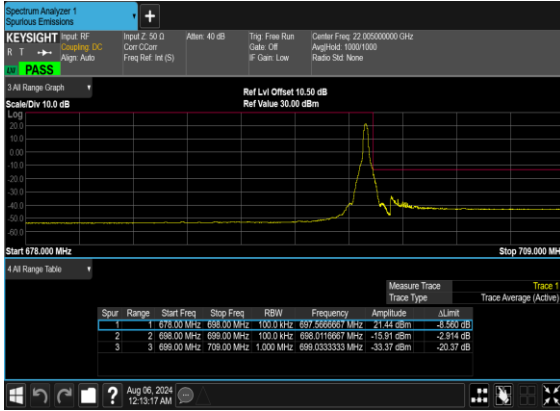 Spectrum Analyzer 1
Spurious Emissions
+
KEYSIGHT Input: RF Input Z: 50 Ω Atten: 40 dB Trig: Free Run Center Freq: 22.005000000 GHz
R T Coupling: DC Corr CCorr Gate: Off Avg|Hold: 1000/1000
Align: Auto Freq Ref: Int (S) IF Gain: Low Radio Std: None
PASS
3 All Range Graph
Ref Lvl Offset 10.50 dB
Scale/Div 10.0 dB Ref Value 30.00 dBm
Log
20.0
10.0
0.00
-10.0
-20.0
-30.0
-40.0
-50.0
-60.0
Start 678.000 MHz Stop 709.000 MH
4 All Range Table
Measure Trace Trace 1
Trace Type Trace Average (Active)
Spur Range Start Freq Stop Freq RBW Frequency Amplitude ΔLimit
1 1 678.00 MHz 698.00 MHz 100.0 kHz 697.5666667 MHz 21.44 dBm -8.560 dB
2 2 698.00 MHz 699.00 MHz 100.0 kHz 698.0116667 MHz -15.91 dBm -2.914 dB
3 3 699.00 MHz 709.00 MHz 1.000 MHz 699.0333333 MHz -33.37 dBm -20.37 dB
? Aug 06, 2024
12:13:17 AM